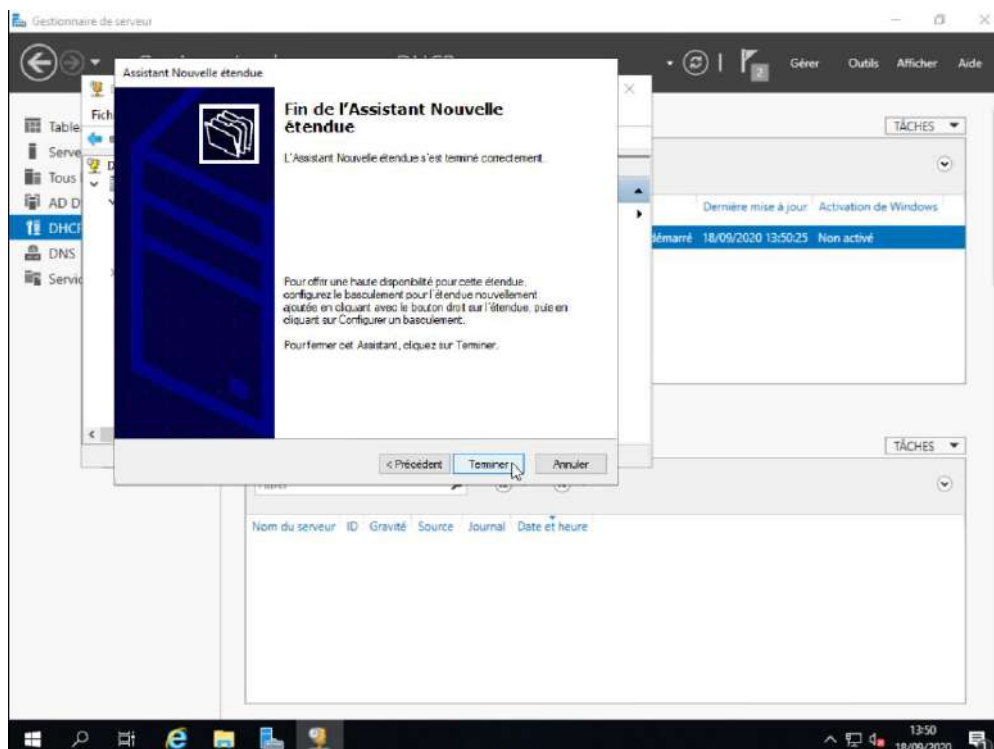 Gestionnaire de serveur
Gérer Outils Afficher Aide
Assistant Nouvelle étendue
Fin de l'Assistant Nouvelle
étendue
L'Assistant Nouvelle étendue s'est terminé correctement.
Pour offrir une haute disponibilité pour cette étendue,
configurez le basculement pour l'étendue nouvellement
ajoutée en cliquant avec le bouton droit sur l'étendue, puis en
cliquant sur Configurer un basculement.
Pour fermer cet Assistant, cliquez sur Terminer.
< Précédent Terminer Annuler
Fich
Table
Serve
Tous
AD D
DHCP
DNS
Servic
TÂCHES
Dernière mise à jour Activation de Windows
démarré 18/09/2020 13:50:25 Non activé
TÂCHES
Nom du serveur ID Gravité Source Journal Date et heure
2
13:50
18/09/2020